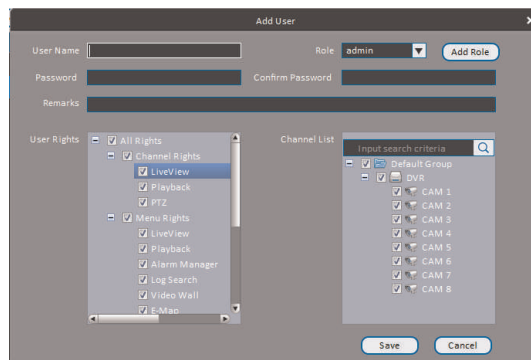 Add User
User Name
Role admin Add Role
Password Confirm Password
Remarks
User Rights
All Rights
Channel Rights
LiveView
Playback
PTZ
Menu Rights
LiveView
Playback
Alarm Manager
Log Search
Video Wall
E-Map
Channel List
Input search criteria
Default Group
DVR
CAM 1
CAM 2
CAM 3
CAM 4
CAM 5
CAM 6
CAM 7
CAM 8
Save Cancel